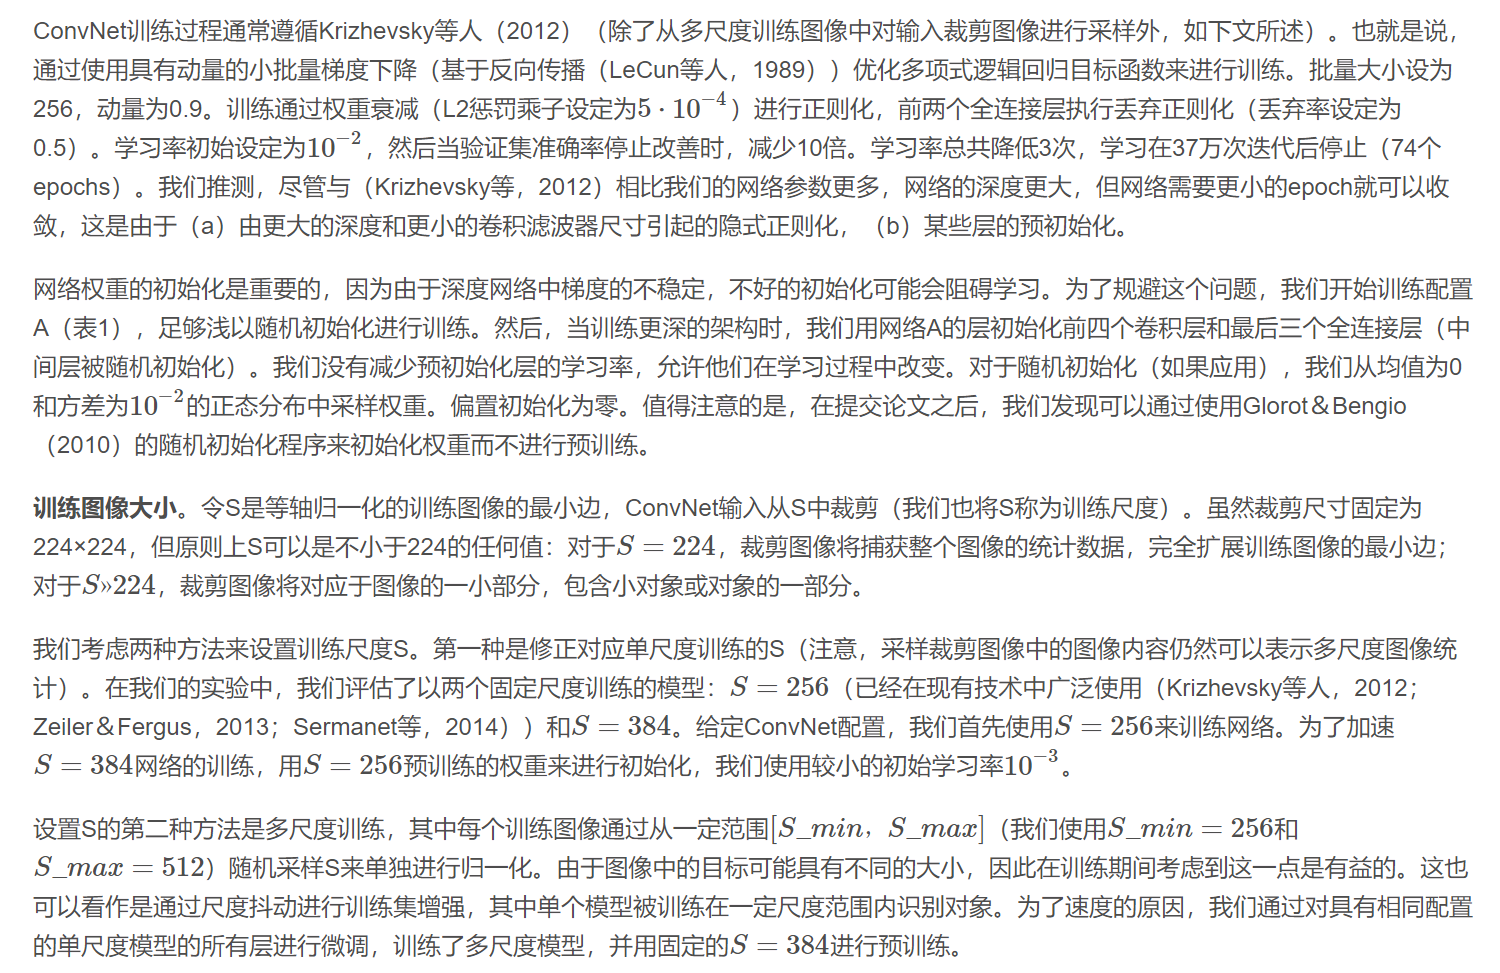 ConvNet训练过程通常遵循Krizhevsky等人（2012）（除了从多尺度训练图像中对输入裁剪图像进行采样外，如下文所述）。也就是说，
通过使用具有动量的小批量梯度下降（基于反向传播（LeCun等人，1989））优化多项式逻辑回归目标函数来进行训练。批量大小设为
256，动量为0.9。训练通过权重衰减（L2惩罚乘子设定为5 · 10^{-4}）进行正则化，前两个全连接层执行丢弃正则化（丢弃率设定为
0.5）。学习率初始设定为10^{-2}，然后当验证集准确率停止改善时，减少10倍。学习率总共降低3次，学习在37万次迭代后停止（74个
epochs）。我们推测，尽管与（Krizhevsky等，2012）相比我们的网络参数更多，网络的深度更大，但网络需要更小的epoch就可以收
敛，这是由于（a）由更大的深度和更小的卷积滤波器尺寸引起的隐式正则化，（b）某些层的预初始化。
网络权重的初始化是重要的，因为由于深度网络中梯度的不稳定，不好的初始化可能会阻碍学习。为了规避这个问题，我们开始训练配置
A（表1），足够浅以随机初始化进行训练。然后，当训练更深的架构时，我们用网络A的层初始化前四个卷积层和最后三个全连接层（中
间层被随机初始化）。我们没有减少预初始化层的学习率，允许他们在学习过程中改变。对于随机初始化（如果应用），我们从均值为0
和方差为10^{-2}的正态分布中采样权重。偏置初始化为零。值得注意的是，在提交论文之后，我们发现可以通过使用Glorot＆Bengio
（2010）的随机初始化程序来初始化权重而不进行预训练。
训练图像大小。令S是等轴归一化的训练图像的最小边，ConvNet输入从S中裁剪（我们也将S称为训练尺度）。虽然裁剪尺寸固定为
224×224，但原则上S可以是不小于224的任何值：对于S = 224，裁剪图像将捕获整个图像的统计数据，完全扩展训练图像的最小边；
对于S»224，裁剪图像将对应于图像的一小部分，包含小对象或对象的一部分。
我们考虑两种方法来设置训练尺度S。第一种是修正对应单尺度训练的S（注意，采样裁剪图像中的图像内容仍然可以表示多尺度图像统
计）。在我们的实验中，我们评估了以两个固定尺度训练的模型：S = 256（已经在现有技术中广泛使用（Krizhevsky等人，2012；
Zeiler＆Fergus，2013；Sermanet等，2014））和S = 384。给定ConvNet配置，我们首先使用S = 256来训练网络。为了加速
S = 384网络的训练，用S = 256预训练的权重来进行初始化，我们使用较小的初始学习率10^{-3}。
设置S的第二种方法是多尺度训练，其中每个训练图像通过从一定范围[S_min，S_max]（我们使用S_min = 256和
S_max = 512）随机采样S来单独进行归一化。由于图像中的目标可能具有不同的大小，因此在训练期间考虑到这一点是有益的。这也
可以看作是通过尺度抖动进行训练集增强，其中单个模型被训练在一定尺度范围内识别对象。为了速度的原因，我们通过对具有相同配置
的单尺度模型的所有层进行微调，训练了多尺度模型，并用固定的S = 384进行预训练。